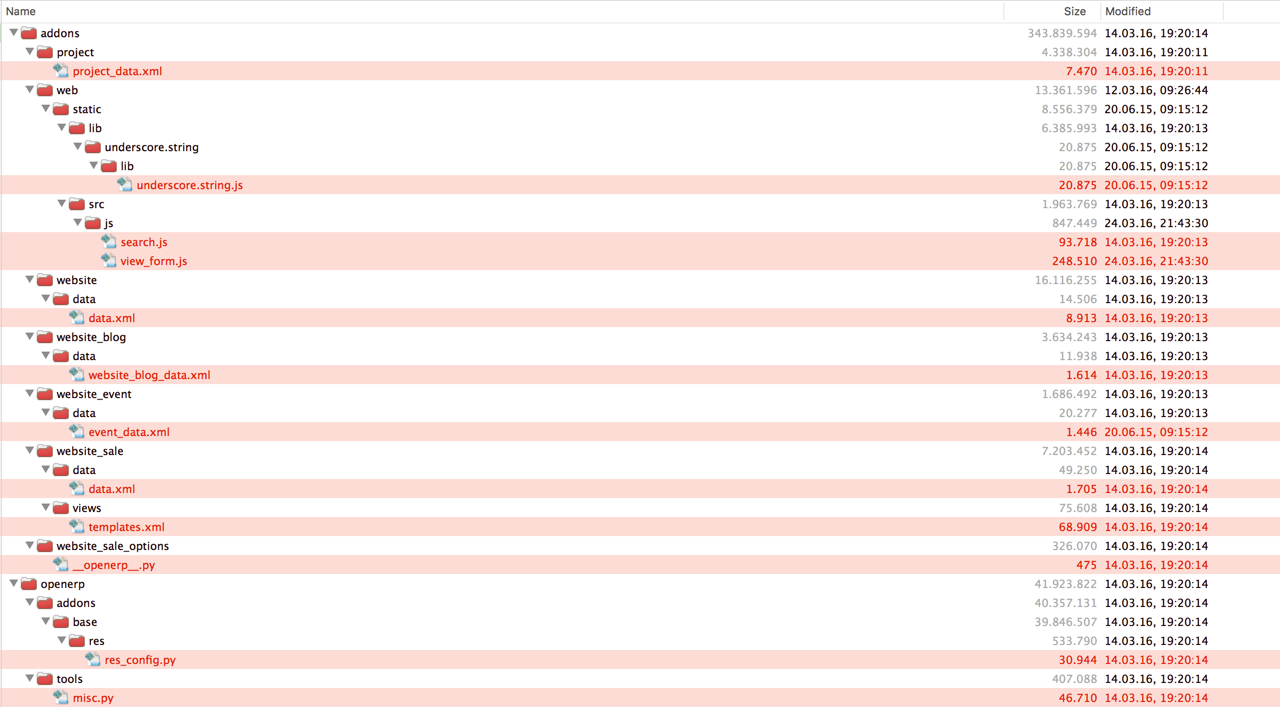 Name Size Modified
addons 343.839.594 14.03.16, 19:20:14
project 4.338.304 14.03.16, 19:20:11
project_data.xml 7.470 14.03.16, 19:20:11
web 13.361.596 12.03.16, 09:26:44
static 8.556.379 20.06.15, 09:15:12
lib 6.385.993 14.03.16, 19:20:13
underscore.string 20.875 20.06.15, 09:15:12
lib 20.875 20.06.15, 09:15:12
underscore.string.js 20.875 20.06.15, 09:15:12
src 1.963.769 14.03.16, 19:20:13
js 847.449 24.03.16, 21:43:30
search.js 93.718 14.03.16, 19:20:13
view_form.js 248.510 24.03.16, 21:43:30
website 16.116.255 14.03.16, 19:20:13
data 14.506 14.03.16, 19:20:13
data.xml 8.913 14.03.16, 19:20:13
website_blog 3.634.243 14.03.16, 19:20:13
data 11.938 14.03.16, 19:20:13
website_blog_data.xml 1.614 14.03.16, 19:20:13
website_event 1.686.492 14.03.16, 19:20:13
data 20.277 14.03.16, 19:20:13
event_data.xml 1.446 20.06.15, 09:15:12
website_sale 7.203.452 14.03.16, 19:20:14
data 49.250 14.03.16, 19:20:14
data.xml 1.705 14.03.16, 19:20:14
views 75.608 14.03.16, 19:20:14
templates.xml 68.909 14.03.16, 19:20:14
website_sale_options 326.070 14.03.16, 19:20:14
__openerp__.py 475 14.03.16, 19:20:14
openerp 41.923.822 14.03.16, 19:20:14
addons 40.357.131 14.03.16, 19:20:14
base 39.846.507 14.03.16, 19:20:14
res 533.790 14.03.16, 19:20:14
res_config.py 30.944 14.03.16, 19:20:14
tools 407.088 14.03.16, 19:20:14
misc.py 46.710 14.03.16, 19:20:14